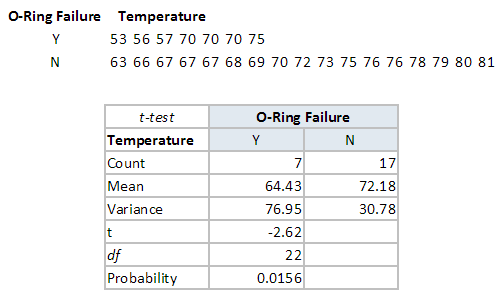 O-Ring Failure Temperature
Y 53 56 57 70 70 70 75
N 63 66 67 67 67 68 69 70 72 73 75 76 76 78 79 80 81
t-test O-Ring Failure
Temperature Y N
Count 7 17
Mean 64.43 72.18
Variance 76.95 30.78
t -2.62
df 22
Probability 0.0156